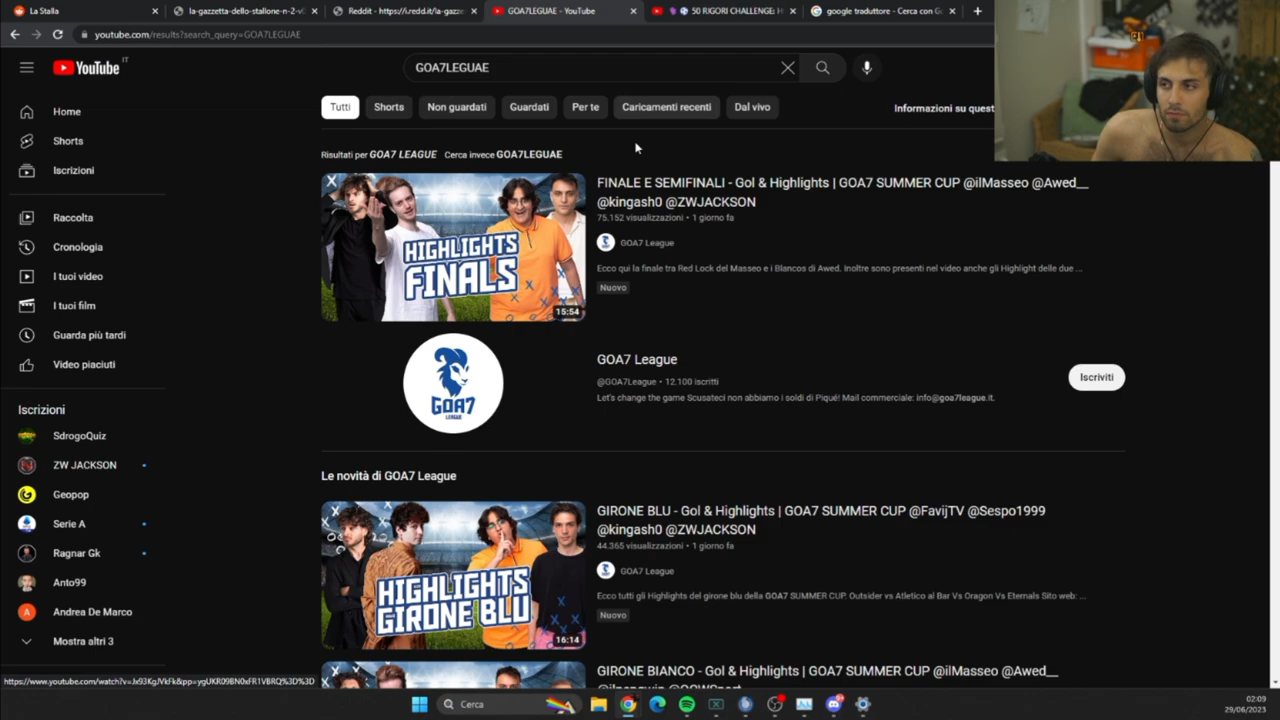 La Stalla
la-gazzetta-dello-stallone-n-2-v0
Reddit - https://i.redd.it/la-gazze
GOA7LEGUAE - YouTube
50 RIGORI CHALLENGE: H
google traduttore - Cerca con G
youtube.com/results?search_query=GOA7LEGUAE
YouTube IT
GOA7LEGUAE
Home
Shorts
Iscrizioni
Raccolta
Cronologia
I tuoi video
I tuoi film
Guarda più tardi
Video piaciuti
Iscrizioni
SdrogoQuiz
ZW JACKSON
Geopop
Serie A
Ragnar Gk
Anto99
A
Andrea De Marco
Mostra altri 3
Tutti
Shorts
Non guardati
Guardati
Per te
Caricamenti recenti
Dal vivo
Informazioni su quest
Risultati per GOA7 LEAGUE Cerca invece GOA7LEGUAE
HIGHLIGHTS
FINALS
15:54
FINALE E SEMIFINALI - Gol & Highlights | GOA7 SUMMER CUP @ilMasseo @Awed__
@kingash0 @ZWJACKSON
75.152 visualizzazioni • 1 giorno fa
GOA7 League
Ecco qui la finale tra Red Lock del Masseo e i Blancos di Awed. Inoltre sono presenti nel video anche gli Highlight delle due ...
Nuovo
GOA7
LEAGUE
GOA7 League
@GOA7League • 12.100 iscritti
Let's change the game Scusateci non abbiamo i soldi di Piqué! Mail commerciale: info@goa7league.it.
Iscriviti
Le novità di GOA7 League
HIGHLIGHTS
GIRONE BLU
16:14
GIRONE BLU - Gol & Highlights | GOA7 SUMMER CUP @FavijTV @Sespo1999
@kingash0 @ZWJACKSON
44.365 visualizzazioni • 1 giorno fa
GOA7 League
Ecco tutti gli Highlights del girone blu della GOA7 SUMMER CUP. Outsider vs Atletico al Bar Vs Oragon Vs Eternals Sito web: ...
Nuovo
GIRONE BIANCO - Gol & Highlights | GOA7 SUMMER CUP @ilMasseo @Awed__
Cerca
02:09
29/06/2023